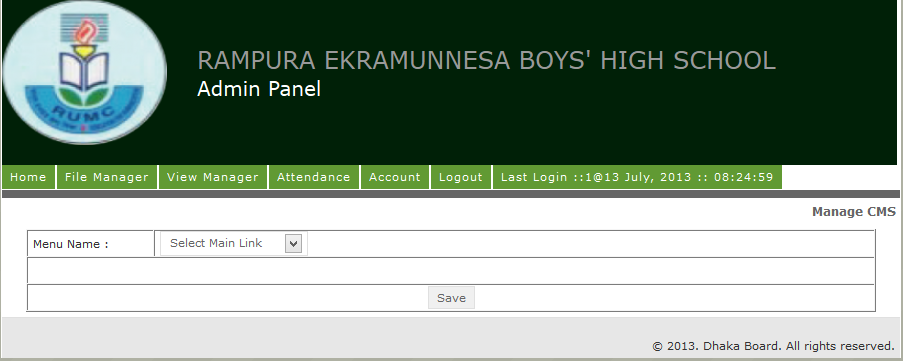 RAMPURA EKRAMUNNESA BOYS' HIGH SCHOOL
Admin Panel
RUMC
Home File Manager View Manager Attendance Account Logout Last Login ::1@13 July, 2013 :: 08:24:59
Manage CMS
Menu Name : Select Main Link
Save
© 2013. Dhaka Board. All rights reserved.